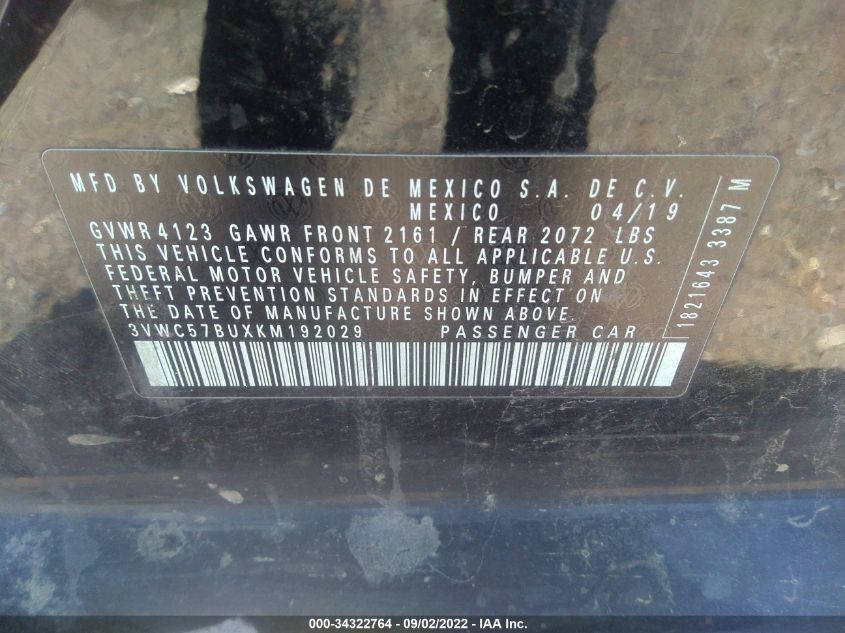 MFD BY VOLKSWAGEN DE MEXICO S.A. DE C.V.
MEXICO 04/19
GVWR 4123 GAWR FRONT 2161 / REAR 2072 LBS
THIS VEHICLE CONFORMS TO ALL APPLICABLE U.S.
FEDERAL MOTOR VEHICLE SAFETY, BUMPER AND
THEFT PREVENTION STANDARDS IN EFFECT ON
THE DATE OF MANUFACTURE SHOWN ABOVE.
3VWC57BUXKM192029 PASSENGER CAR
1821643 3387 M
000-34322764 - 09/02/2022 - IAA Inc.